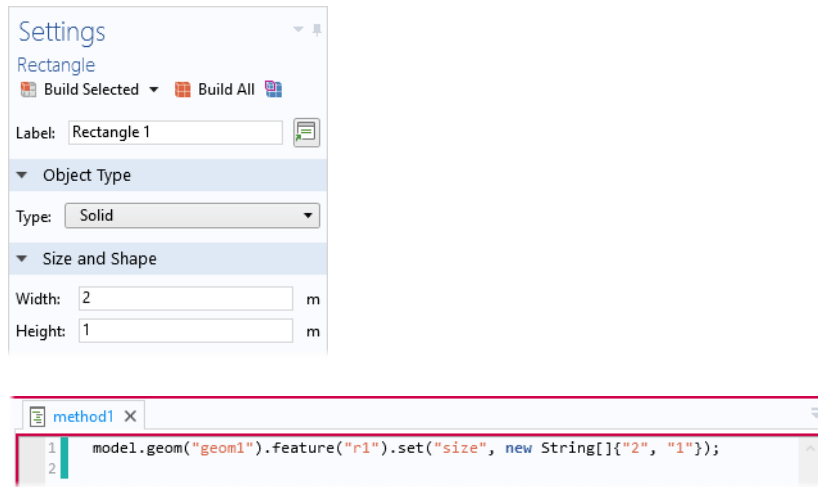 Settings
Rectangle
Build Selected Build All
Label: Rectangle 1
Object Type
Type: Solid
Size and Shape
Width: 2 m
Height: 1 m
method1
1 model.geom("geom1").feature("r1").set("size", new String[]{"2", "1"});
2